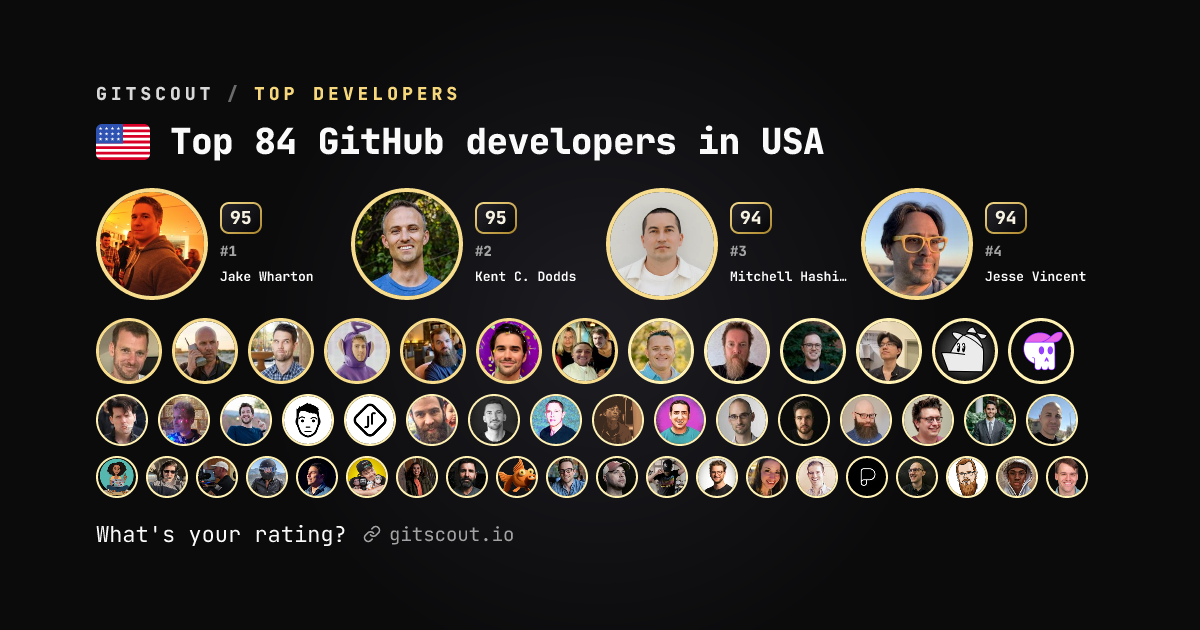 GITSCOUT / TOP DEVELOPERS
Top 84 GitHub developers in USA
95
#1
Jake Wharton
95
#2
Kent C. Dodds
94
#3
Mitchell Hashi…
94
#4
Jesse Vincent
What's your rating? gitscout.io